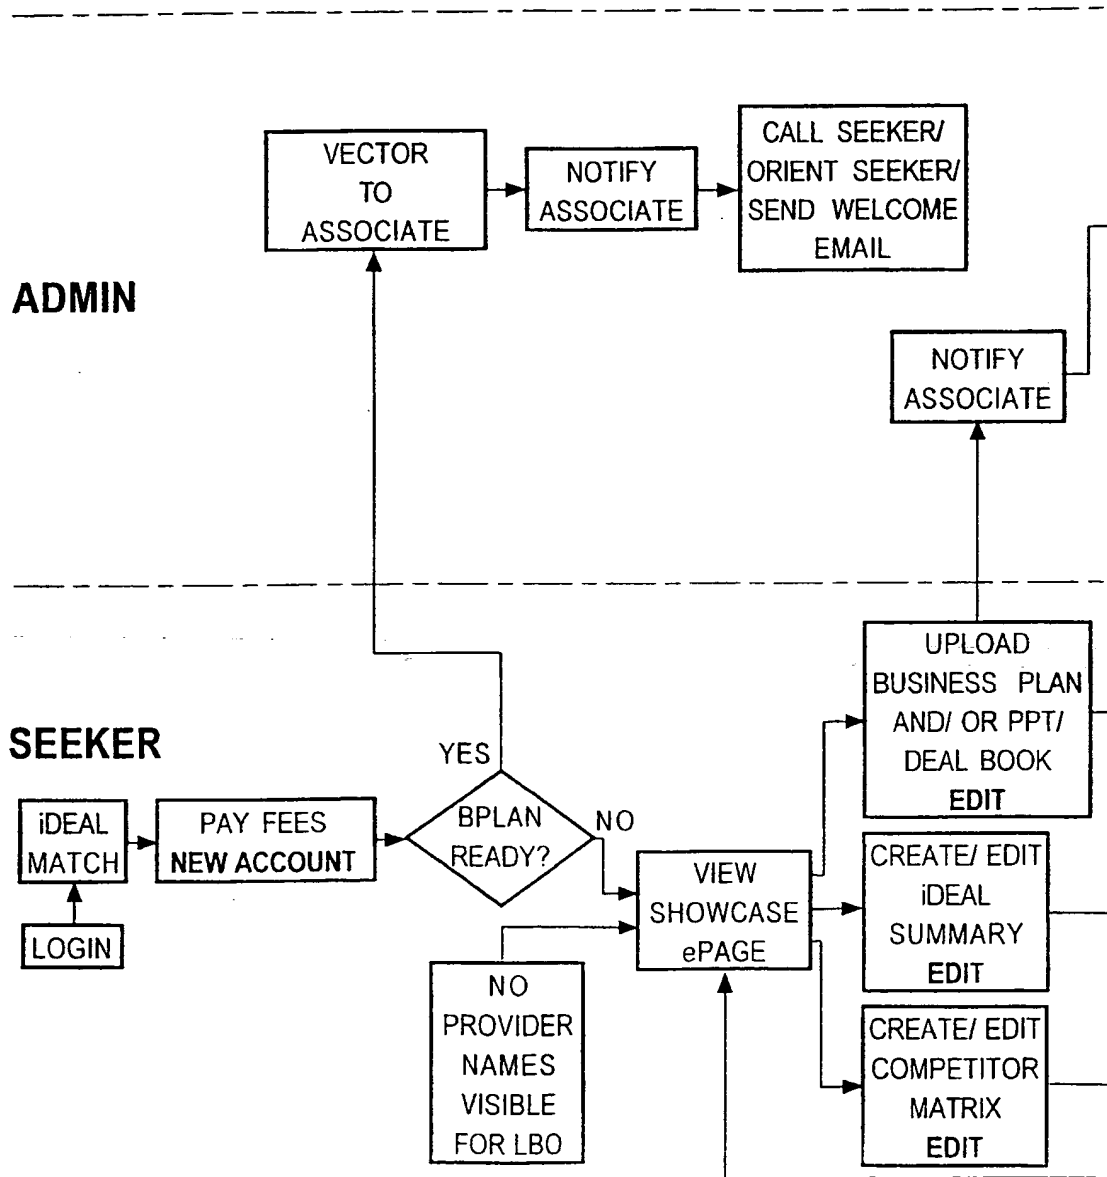 VECTOR
TO
ASSOCIATE
NOTIFY
ASSOCIATE
CALL SEEKER/
ORIENT SEEKER/
SEND WELCOME
EMAIL
ADMIN
NOTIFY
ASSOCIATE
SEEKER
iDEAL
MATCH
LOGIN
PAY FEES
NEW ACCOUNT
YES
BPLAN
READY?
NO
NO
PROVIDER
NAMES
VISIBLE
FOR LBO
VIEW
SHOWCASE
ePAGE
UPLOAD
BUSINESS PLAN
AND/ OR PPT/
DEAL BOOK
EDIT
CREATE/ EDIT
iDEAL
SUMMARY
EDIT
CREATE/ EDIT
COMPETITOR
MATRIX
EDIT